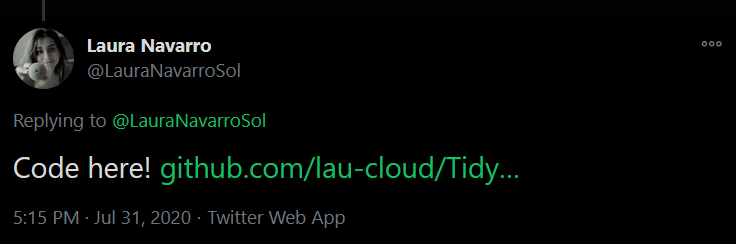 Laura Navarro
@LauraNavarroSol
Replying to @LauraNavarroSol
Code here! github.com/lau-cloud/Tidy...
5:15 PM · Jul 31, 2020 · Twitter Web App